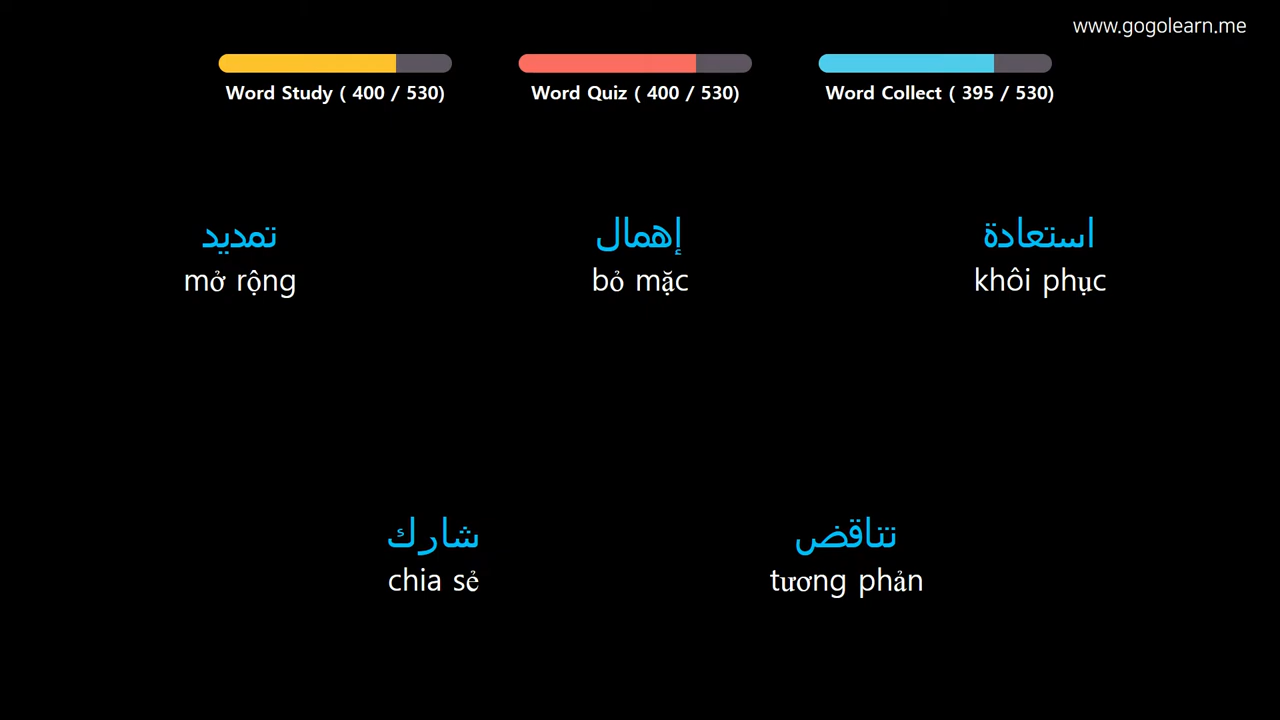 www.gogolearn.me
Word Study ( 400 / 530)
Word Quiz ( 400 / 530)
Word Collect ( 395 / 530)
تمديد
mở rộng
إهمال
bỏ mặc
استعادة
khôi phục
شارك
chia sẻ
تناقض
tương phản